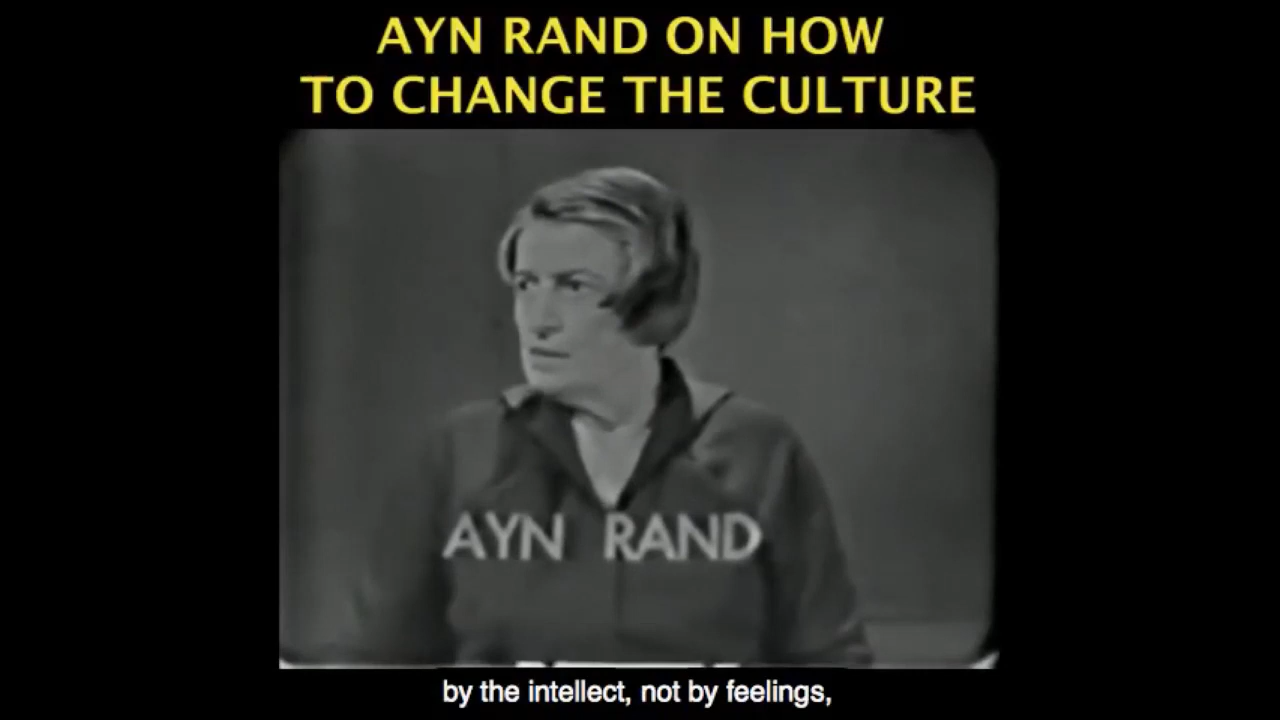 AYN RAND ON HOW
TO CHANGE THE CULTURE
AYN RAND
by the intellect, not by feelings,